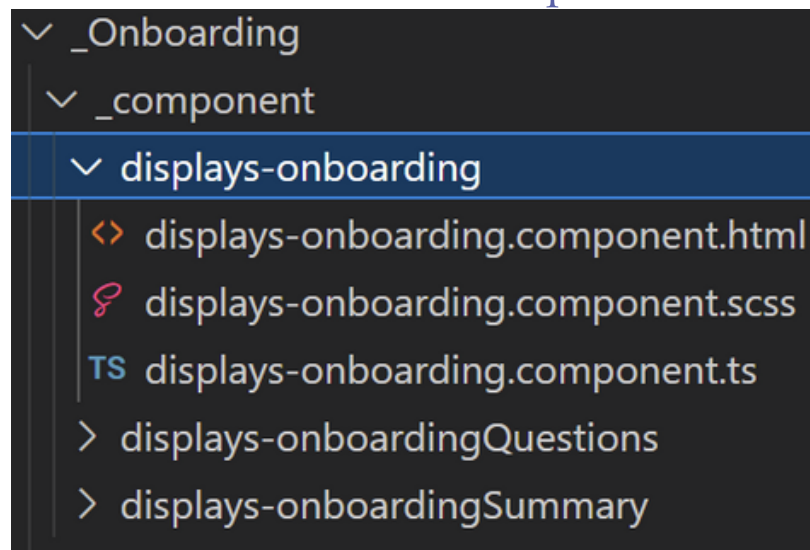 _Onboarding
_component
displays-onboarding
<> displays-onboarding.component.html
displays-onboarding.component.scss
TS displays-onboarding.component.ts
displays-onboardingQuestions
displays-onboardingSummary